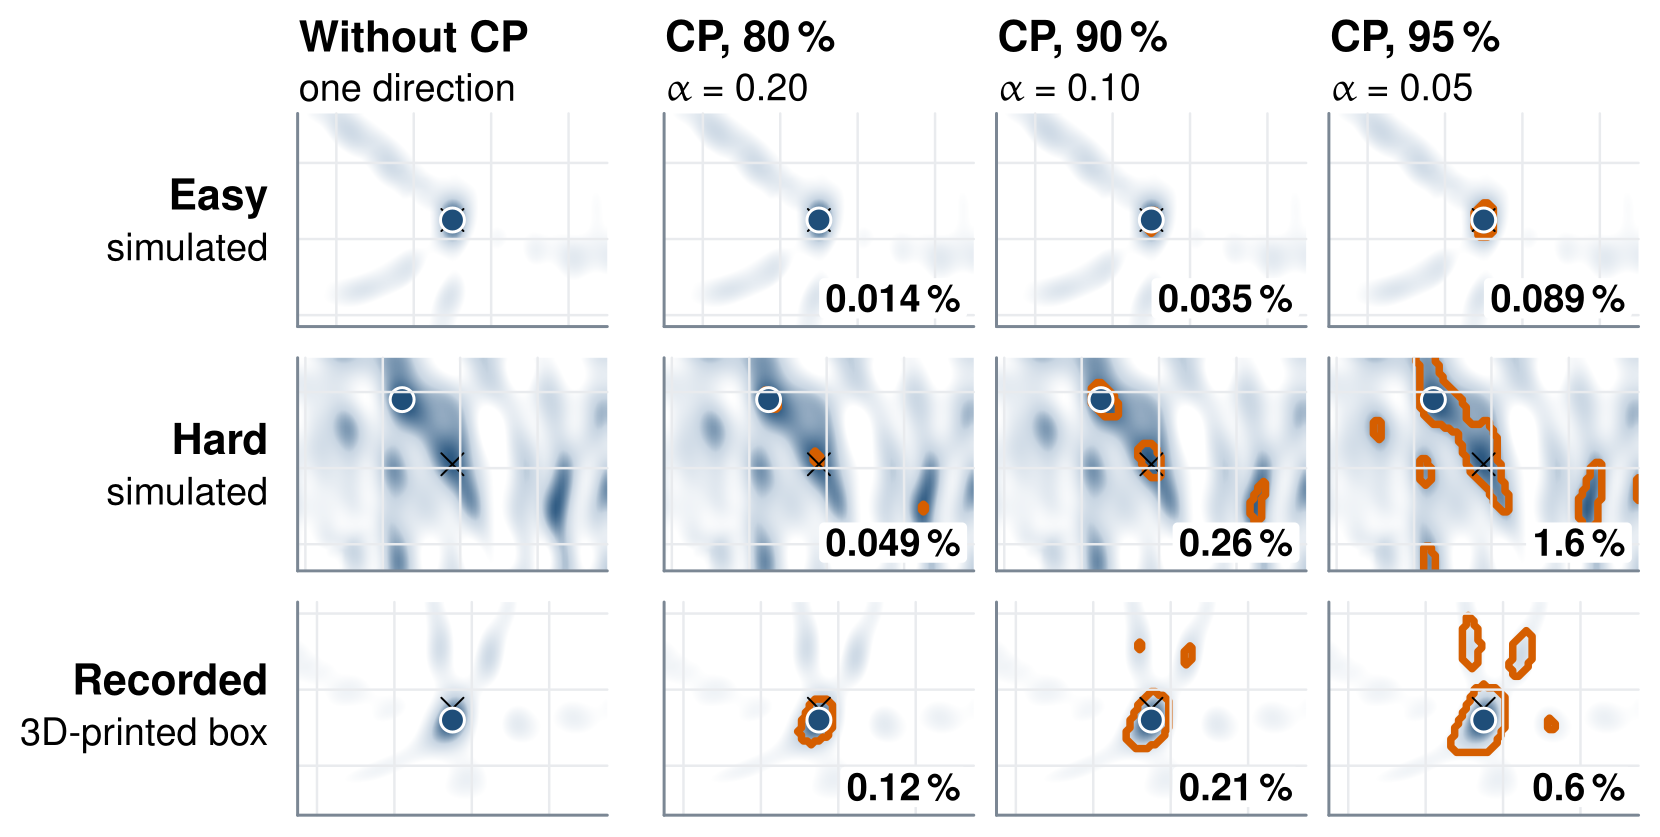 Without CP
one direction
CP, 80 %
α = 0.20
CP, 90 %
α = 0.10
CP, 95 %
α = 0.05
Easy
simulated
0.014 %
0.035 %
0.089 %
Hard
simulated
0.049 %
0.26 %
1.6 %
Recorded
3D-printed box
0.12 %
0.21 %
0.6 %